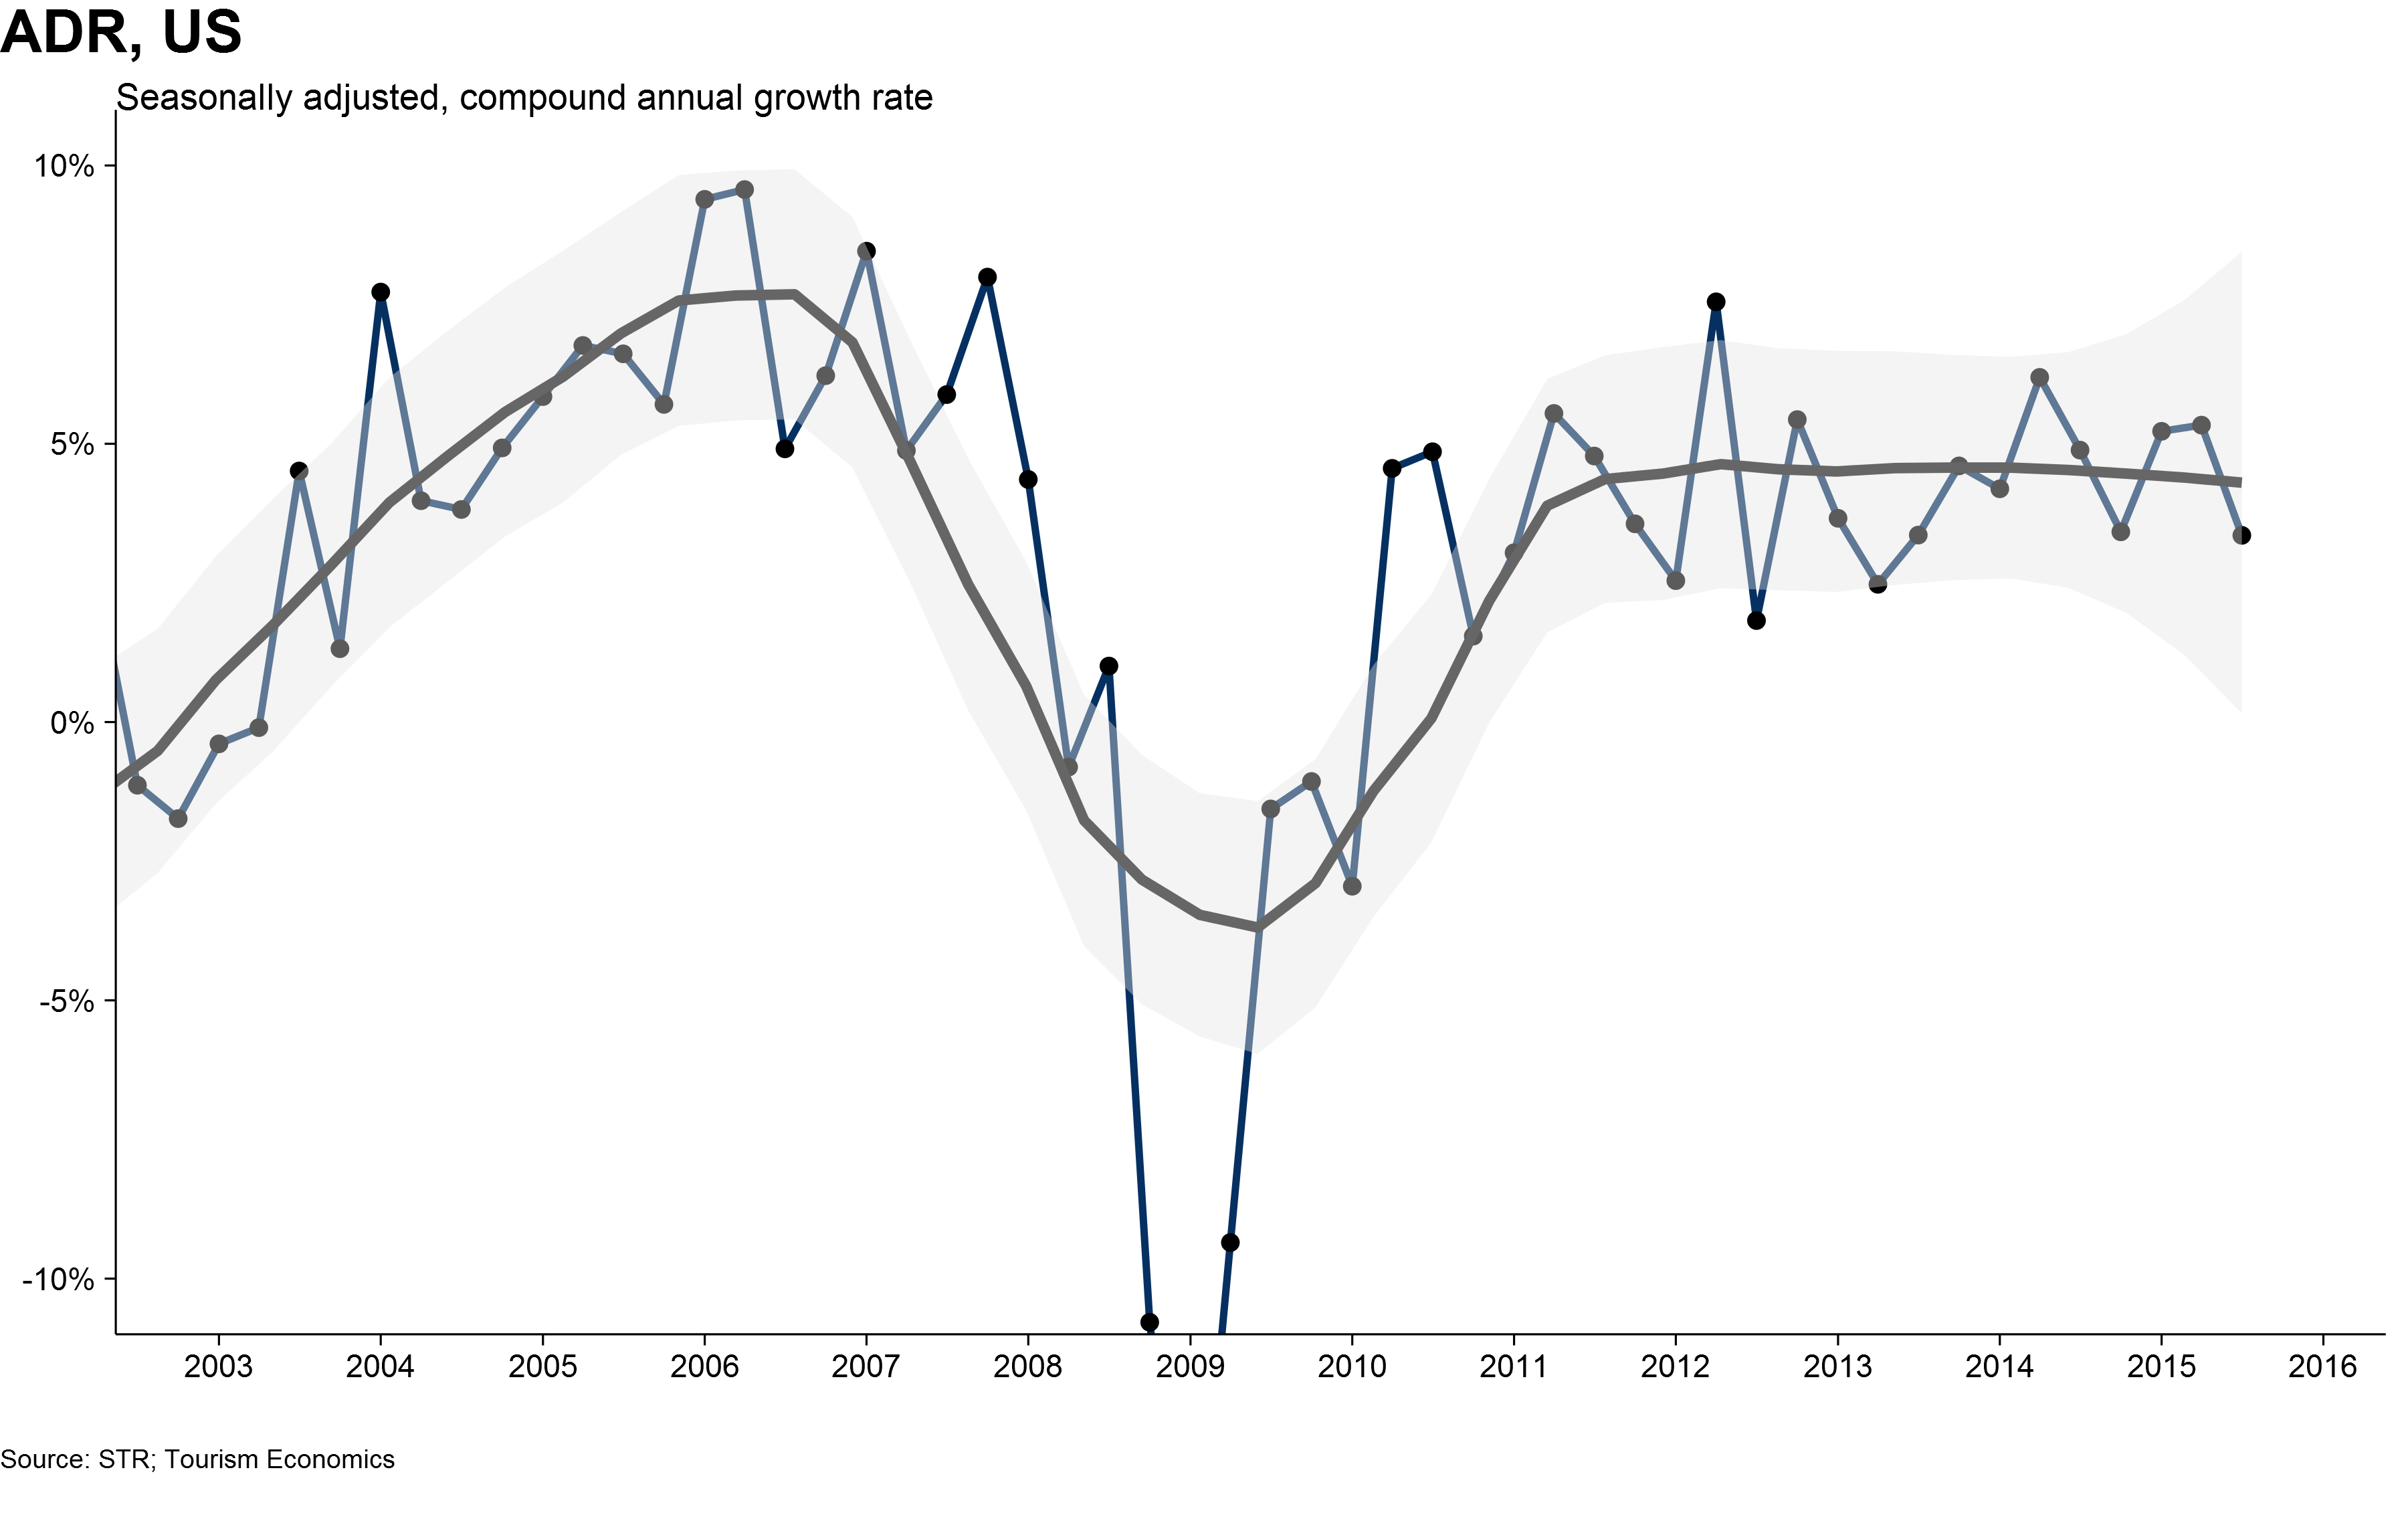 ADR, US
Seasonally adjusted, compound annual growth rate
10%
5%
0%
-5%
-10%
2003 2004 2005 2006 2007 2008 2009 2010 2011 2012 2013 2014 2015 2016
Source: STR; Tourism Economics